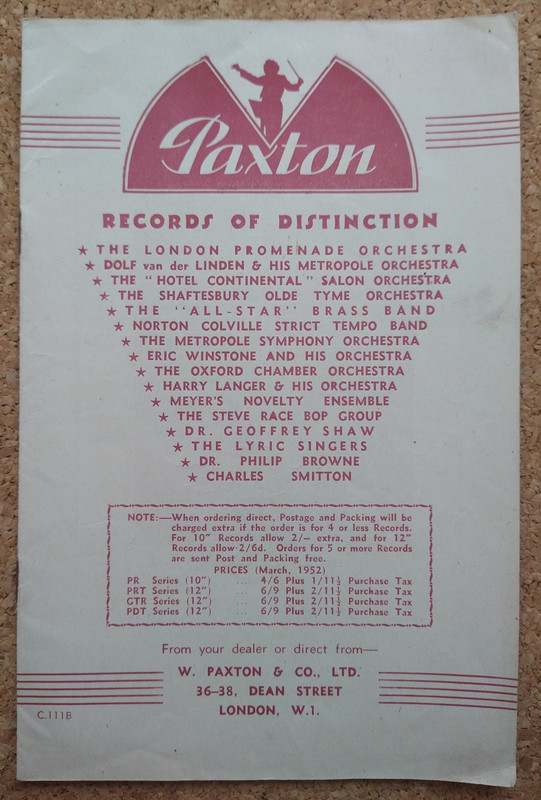 Paxton
RECORDS OF DISTINCTION
★ THE LONDON PROMENADE ORCHESTRA
★ DOLF van der LINDEN & HIS METROPOLE ORCHESTRA
★ THE "HOTEL CONTINENTAL" SALON ORCHESTRA
★ THE SHAFTESBURY OLDE TYME ORCHESTRA
★ THE "ALL-STAR" BRASS BAND
★ NORTON COLVILLE STRICT TEMPO BAND
★ THE METROPOLE SYMPHONY ORCHESTRA
★ ERIC WINSTONE AND HIS ORCHESTRA
★ THE OXFORD CHAMBER ORCHESTRA
★ HARRY LANGER & HIS ORCHESTRA
★ MEYER'S NOVELTY ENSEMBLE
★ THE STEVE RACE BOP GROUP
★ DR. GEOFFREY SHAW
★ THE LYRIC SINGERS
★ DR. PHILIP BROWNE
★ CHARLES SMITTON
NOTE:—When ordering direct, Postage and Packing will be
charged extra if the order is for 4 or less Records.
For 10" Records allow 2/– extra, and for 12"
Records allow 2/6d. Orders for 5 or more Records
are sent Post and Packing free.
PRICES (March, 1952)
PR Series (10") ... 4/6 Plus 1/11½ Purchase Tax
PRT Series (12") ... 6/9 Plus 2/11½ Purchase Tax
GTR Series (12") ... 6/9 Plus 2/11½ Purchase Tax
PDT Series (12") ... 6/9 Plus 2/11½ Purchase Tax
From your dealer or direct from—
W. PAXTON & CO., LTD.
36–38, DEAN STREET
LONDON, W.1.
C.111B